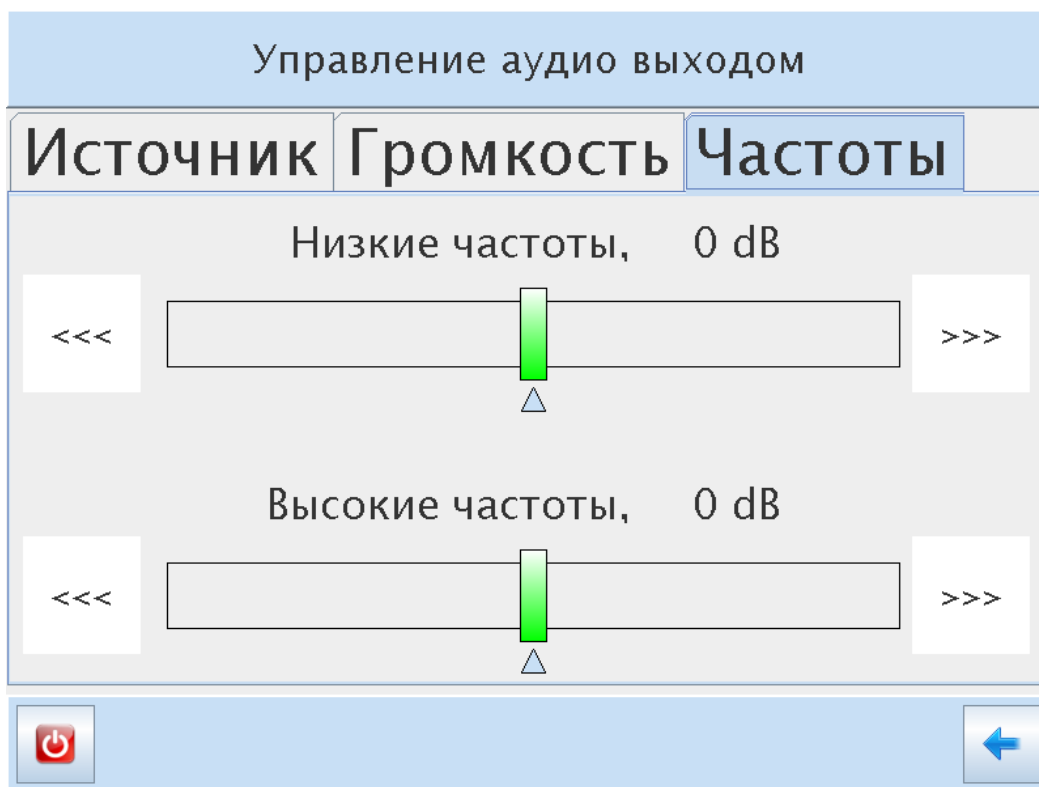 Управление аудио выходом
Источник Громкость Частоты
Низкие частоты, 0 dB
<<< >>>
Высокие частоты, 0 dB
<<< >>>